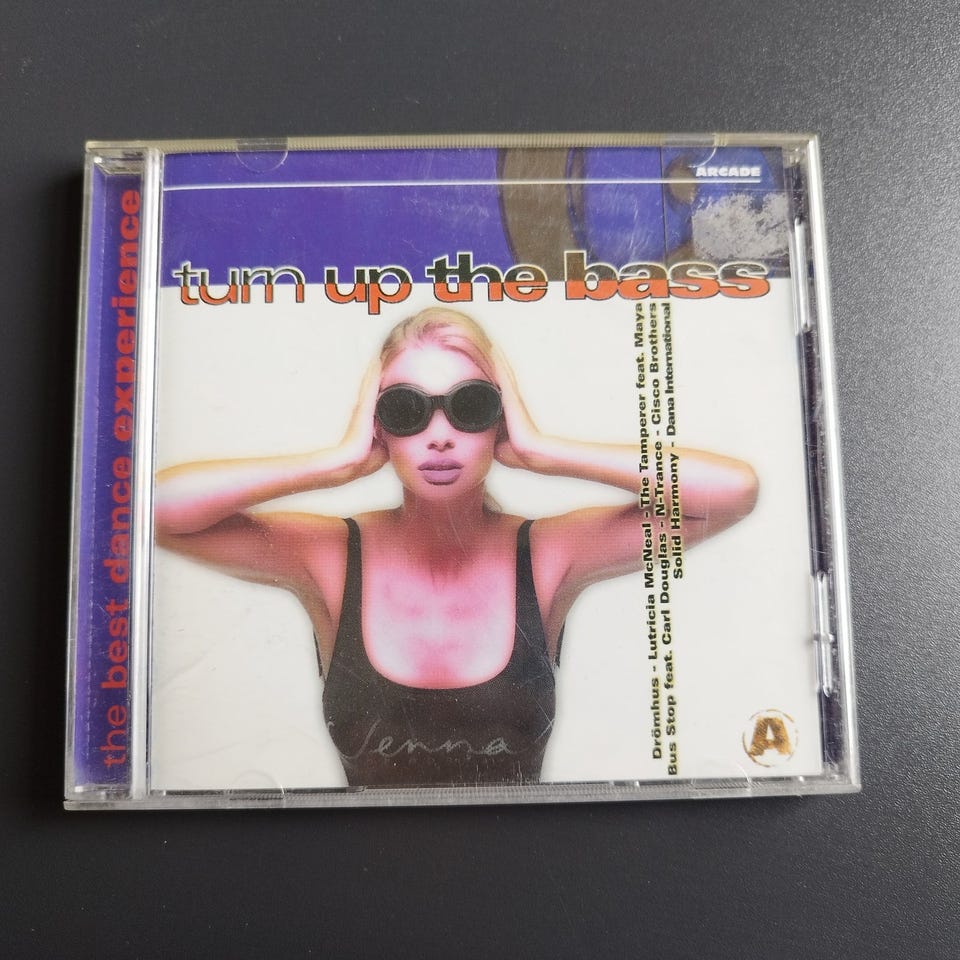 the best dance experience
ARCADE
turn up the bass
Drömhus - Lutricia McNeal - The Tamperer feat. Maya
Bus Stop feat. Carl Douglas - N-Trance - Cisco Brothers
Solid Harmony - Dana International
Jenna
A